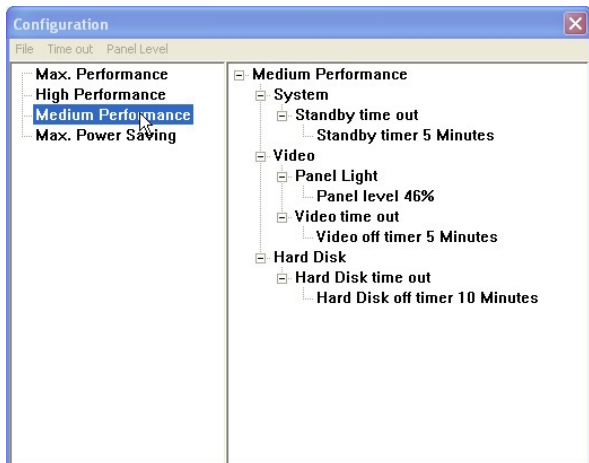 Configuration
File Time out Panel Level
Max. Performance
High Performance
Medium Performance
Max. Power Saving
Medium Performance
System
Standby time out
Standby timer 5 Minutes
Video
Panel Light
Panel level 46%
Video time out
Video off timer 5 Minutes
Hard Disk
Hard Disk time out
Hard Disk off timer 10 Minutes